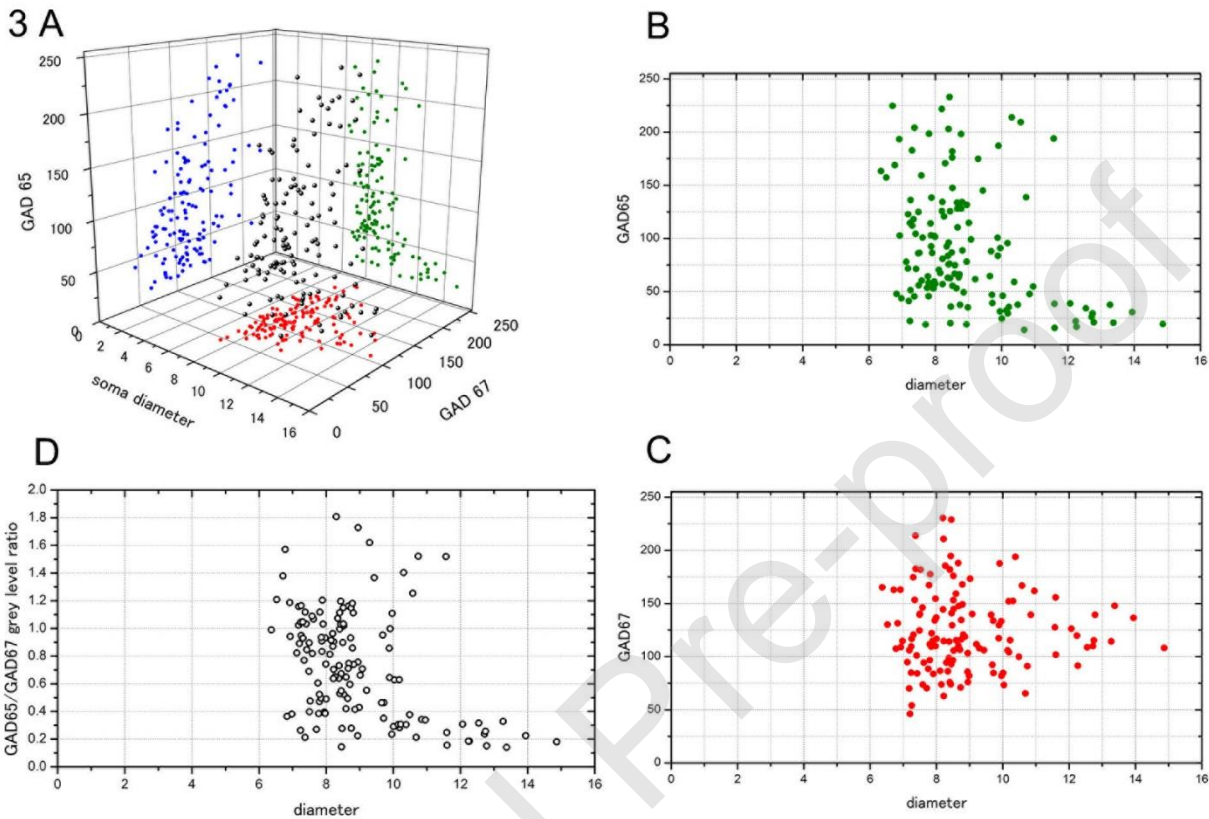 3 A
250
200
150
100
50
0
GAD 65
0
2
4
6
8
10
12
14
16
soma diameter
0
50
100
150
200
250
GAD 67
B
250
200
150
100
50
0
GAD65
0 2 4 6 8 10 12 14 16
diameter
D
2.0
1.8
1.6
1.4
1.2
1.0
0.8
0.6
0.4
0.2
0.0
GAD65/GAD67 grey level ratio
0 2 4 6 8 10 12 14 16
diameter
C
250
200
150
100
50
0
GAD67
0 2 4 6 8 10 12 14 16
diameter
l Pre-proof